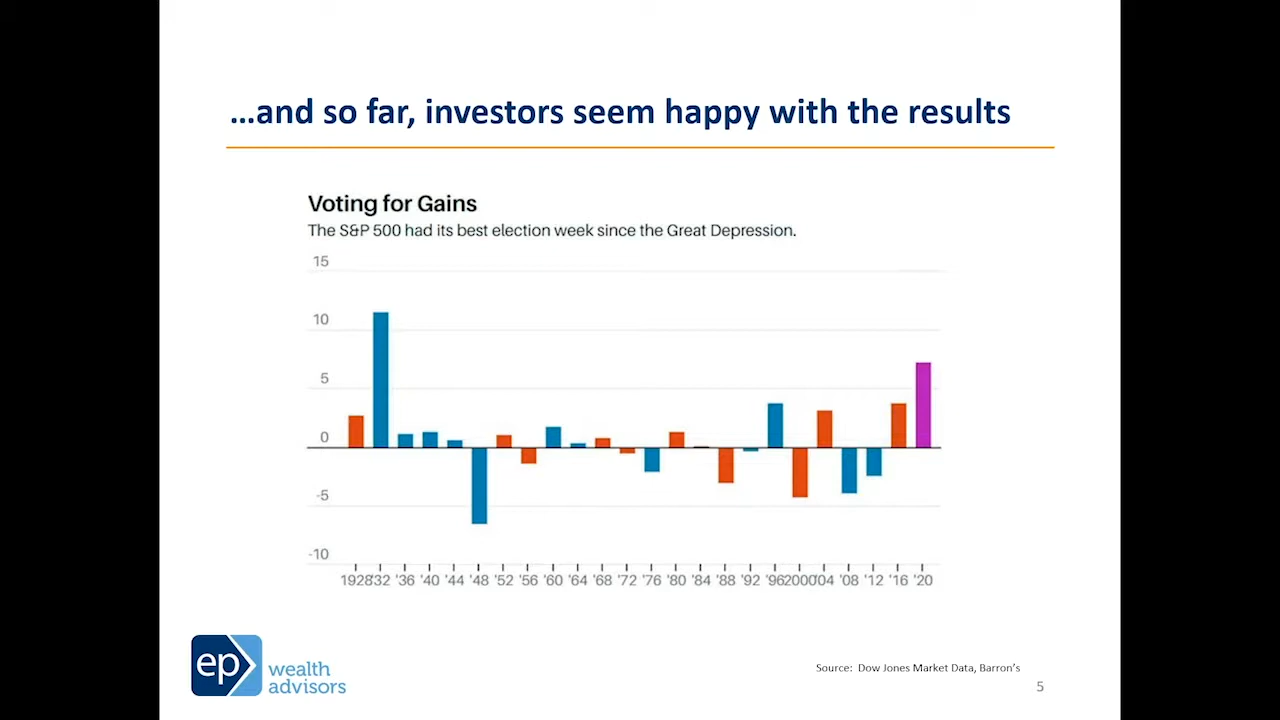 …and so far, investors seem happy with the results
Voting for Gains
The S&P 500 had its best election week since the Great Depression.
15
10
5
0
-5
-10
1928 '32 '36 '40 '44 '48 '52 '56 '60 '64 '68 '72 '76 '80 '84 '88 '92 '96 2000 '04 '08 '12 '16 '20
ep
wealth
advisors
Source: Dow Jones Market Data, Barron's
5